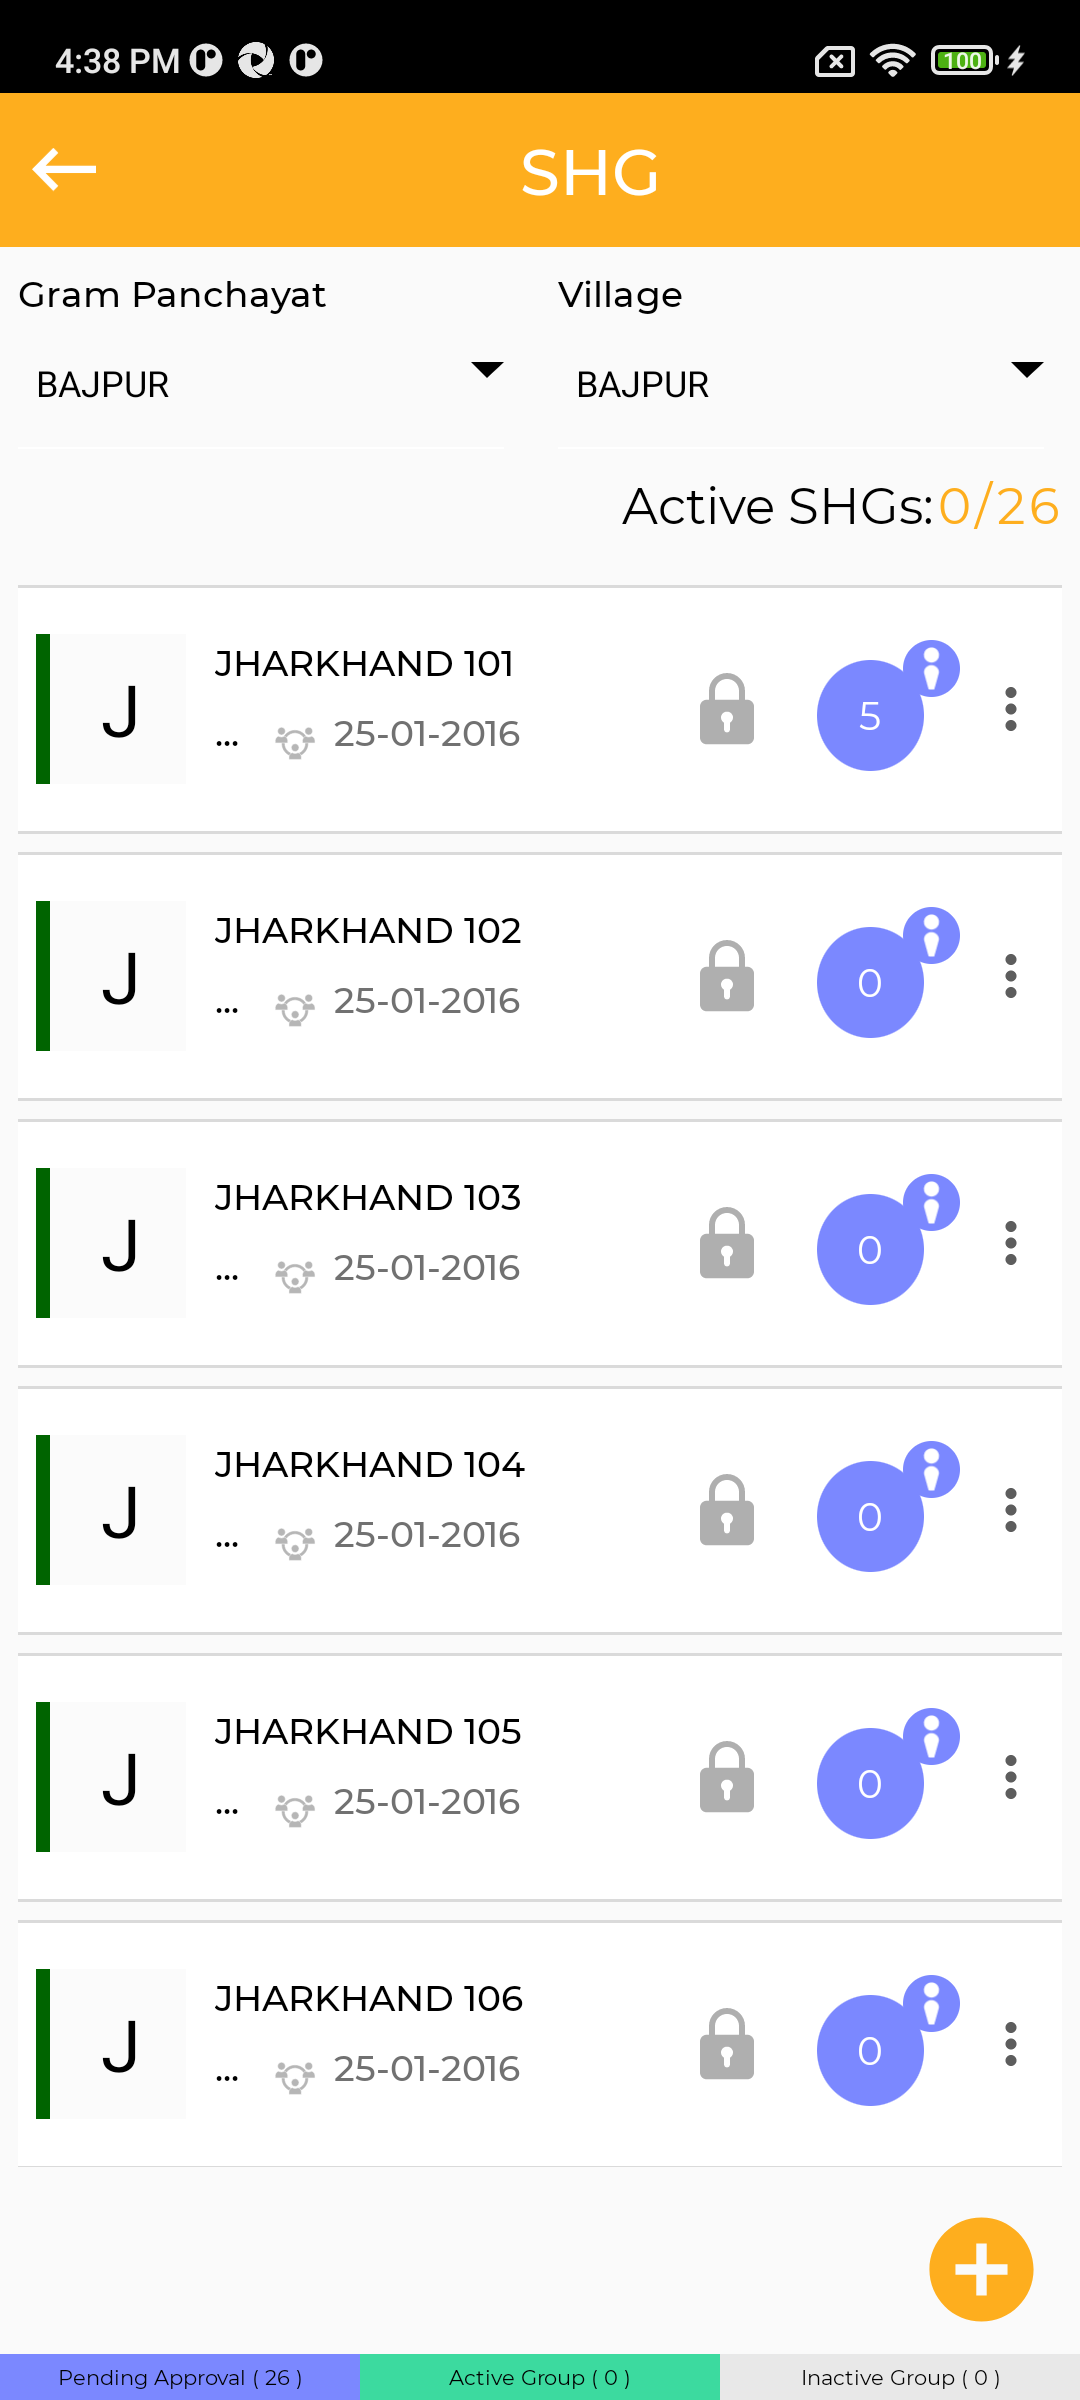 4:38 PM
100
SHG
Gram Panchayat
Village
BAJPUR
BAJPUR
Active SHGs: 0/26
J
JHARKHAND 101
... 25-01-2016
5
J
JHARKHAND 102
... 25-01-2016
0
J
JHARKHAND 103
... 25-01-2016
0
J
JHARKHAND 104
... 25-01-2016
0
J
JHARKHAND 105
... 25-01-2016
0
J
JHARKHAND 106
... 25-01-2016
0
Pending Approval ( 26 )
Active Group ( 0 )
Inactive Group ( 0 )